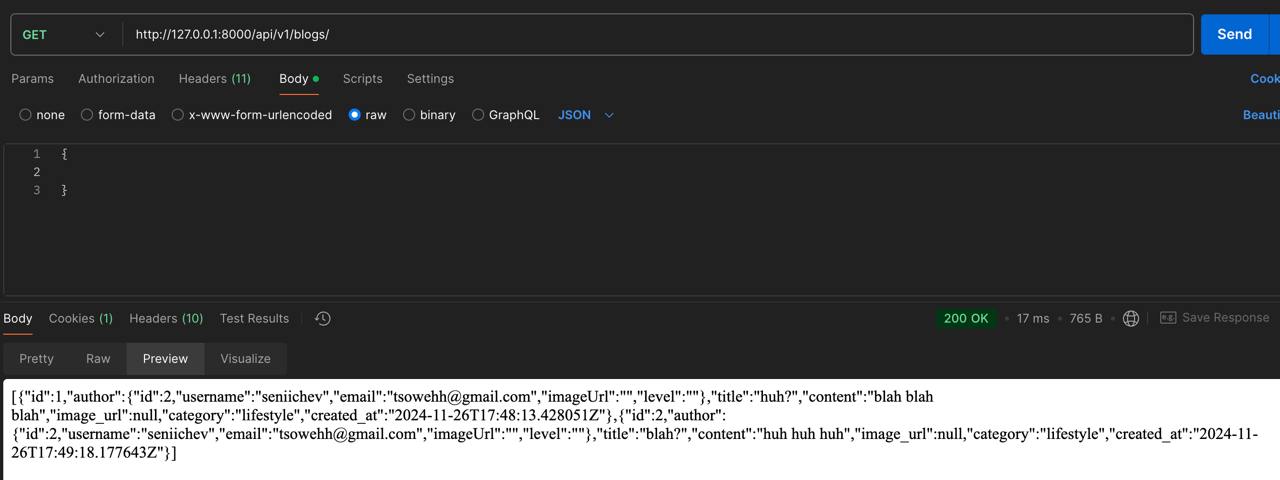 GET http://127.0.0.1:8000/api/v1/blogs/ Send
Params Authorization Headers (11) Body Scripts Settings Cook
none form-data x-www-form-urlencoded raw binary GraphQL JSON Beauti
1 {
2
3 }
Body Cookies (1) Headers (10) Test Results 200 OK 17 ms 765 B e.g. Save Response
Pretty Raw Preview Visualize
[{"id":1,"author":{"id":2,"username":"seniichev","email":"tsowehh@gmail.com","imageUrl":"","level":""},"title":"huh?","content":"blah blah
blah","image_url":null,"category":"lifestyle","created_at":"2024-11-26T17:48:13.428051Z"},{"id":2,"author":
{"id":2,"username":"seniichev","email":"tsowehh@gmail.com","imageUrl":"","level":""},"title":"blah?","content":"huh huh huh","image_url":null,"category":"lifestyle","created_at":"2024-11-
26T17:49:18.177643Z"}]